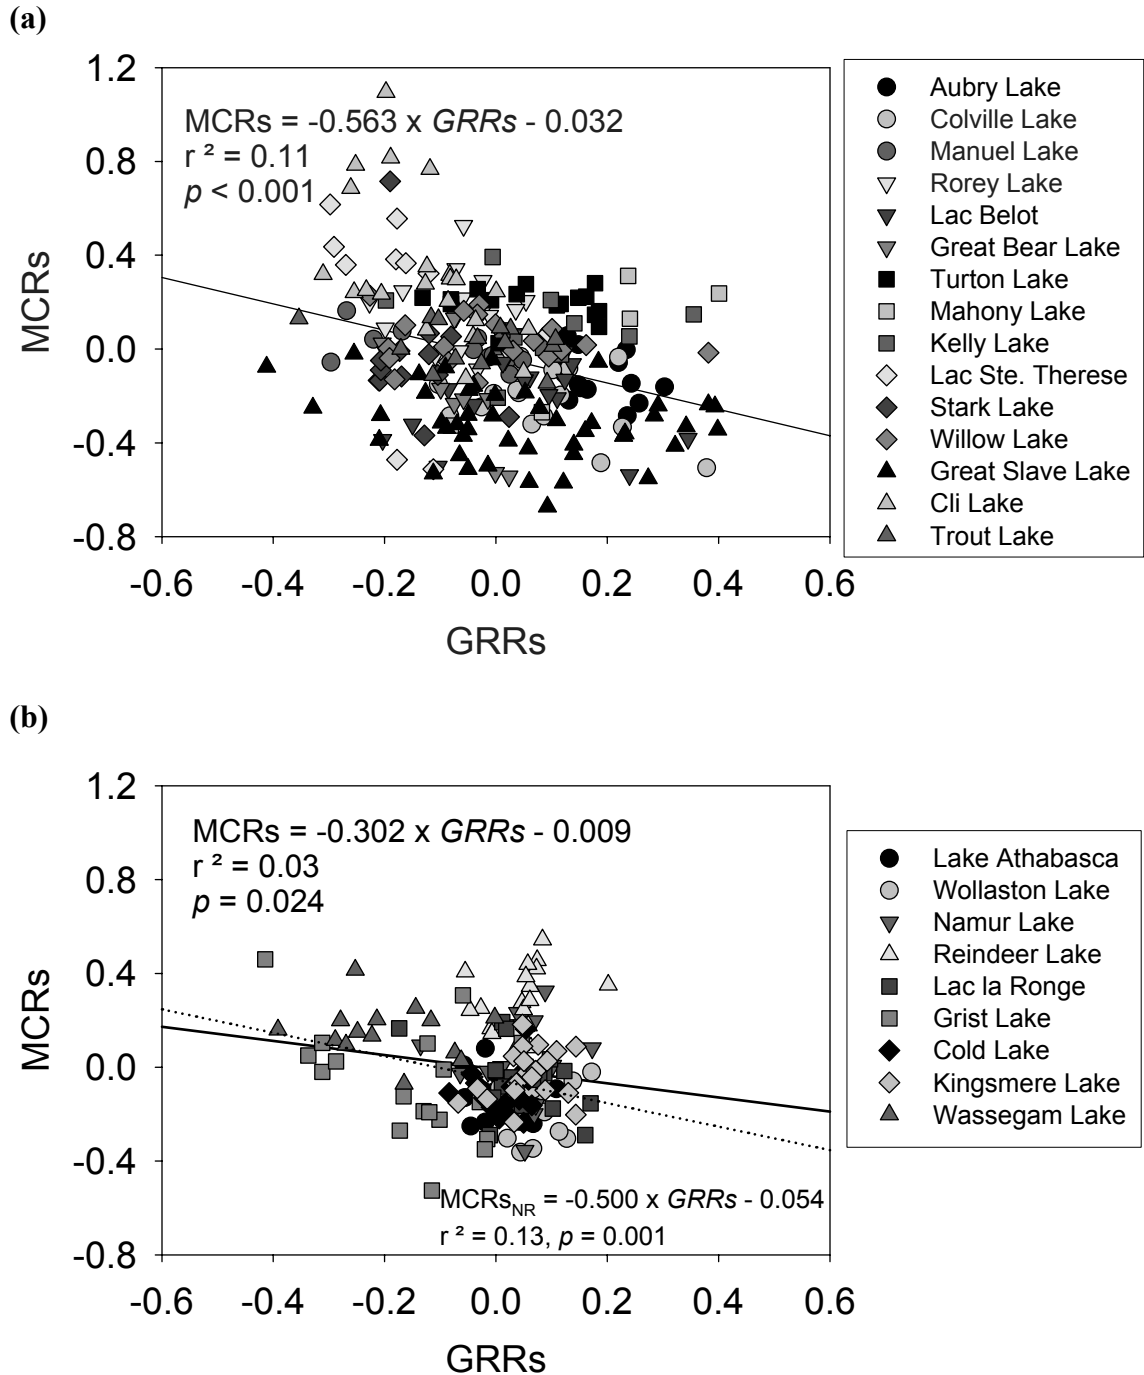 (a)
1.2
0.8
0.4
0.0
-0.4
-0.8
MCRs
MCRs = -0.563 x GRRs - 0.032
r ² = 0.11
p < 0.001
-0.6 -0.4 -0.2 0.0 0.2 0.4 0.6
GRRs
Aubry Lake
Colville Lake
Manuel Lake
Rorey Lake
Lac Belot
Great Bear Lake
Turton Lake
Mahony Lake
Kelly Lake
Lac Ste. Therese
Stark Lake
Willow Lake
Great Slave Lake
Cli Lake
Trout Lake
(b)
1.2
0.8
0.4
0.0
-0.4
-0.8
MCRs
MCRs = -0.302 x GRRs - 0.009
r ² = 0.03
p = 0.024
MCRsNR = -0.500 x GRRs - 0.054
r ² = 0.13, p = 0.001
-0.6 -0.4 -0.2 0.0 0.2 0.4 0.6
GRRs
Lake Athabasca
Wollaston Lake
Namur Lake
Reindeer Lake
Lac la Ronge
Grist Lake
Cold Lake
Kingsmere Lake
Wassegam Lake